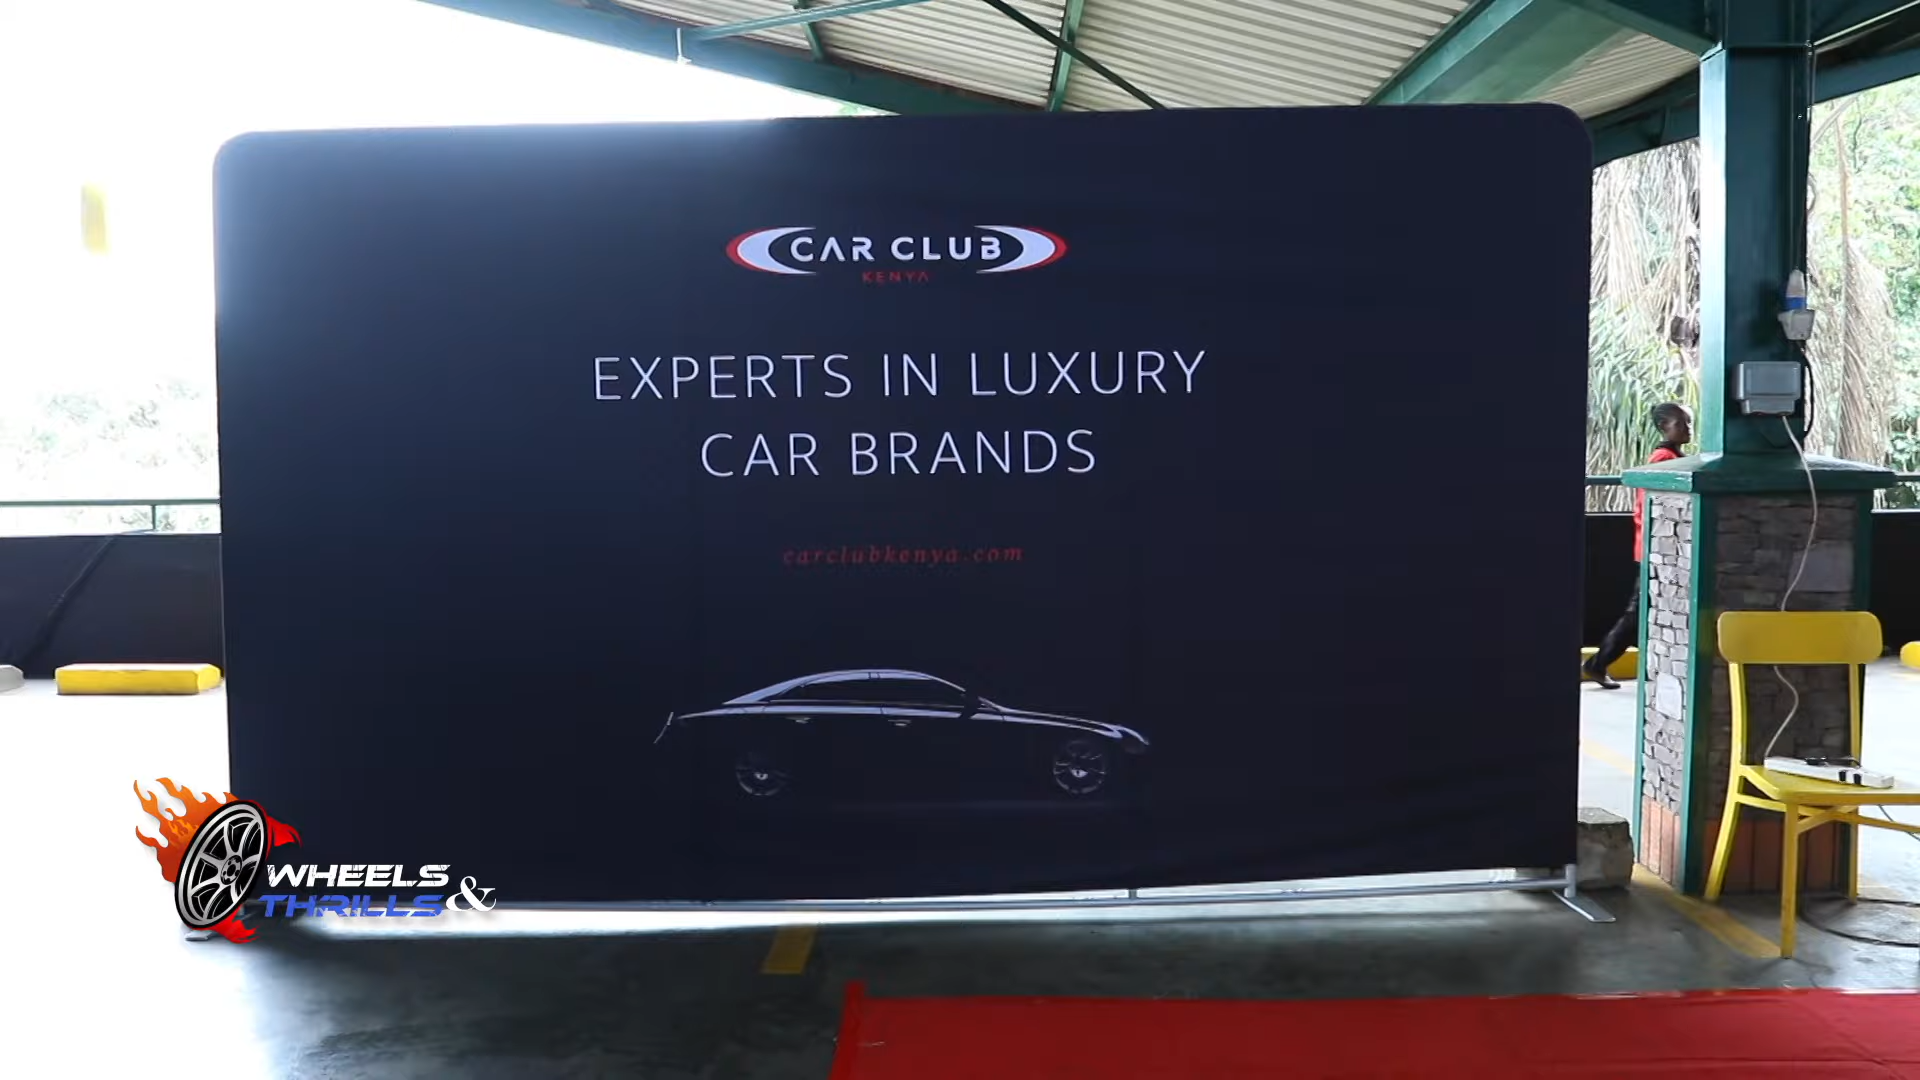 CAR CLUB
KENYA
EXPERTS IN LUXURY
CAR BRANDS
carclubkenya.com
WHEELS
THRILLS &